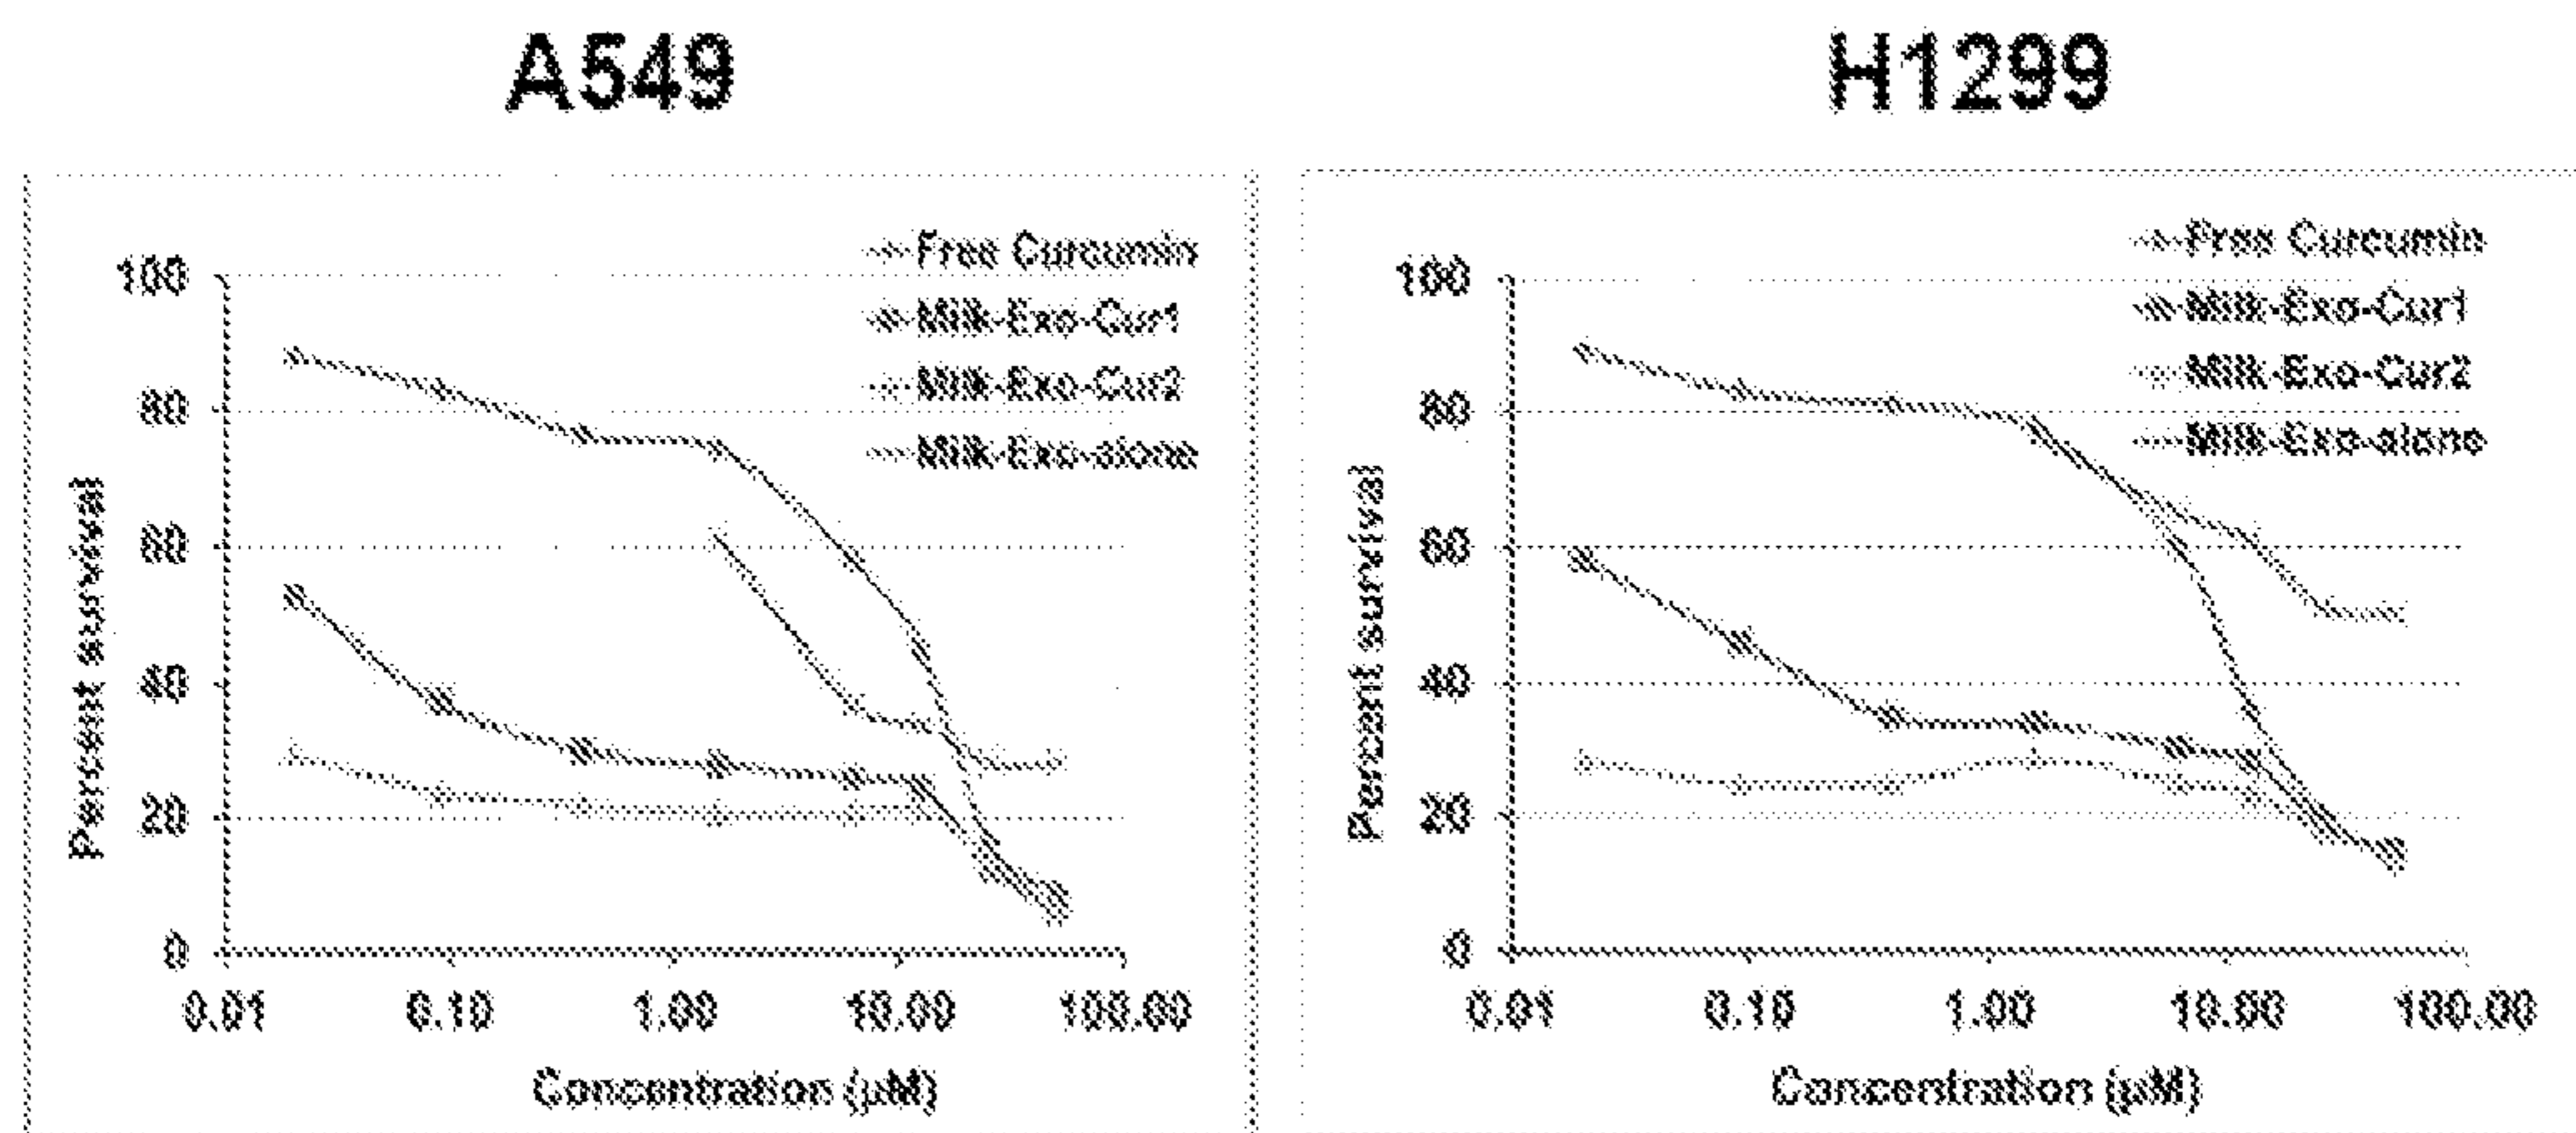 A549
H1299
Free Curcumin
Milk-Exo-Cur1
Milk-Exo-Cur2
Milk-Exo-alone
100
80
60
40
20
0
Percent survival
0.01 0.10 1.00 10.00 100.00
Concentration (µM)
Free Curcumin
Milk-Exo-Cur1
Milk-Exo-Cur2
Milk-Exo-alone
100
80
60
40
20
0
Percent survival
0.01 0.10 1.00 10.00 100.00
Concentration (µM)